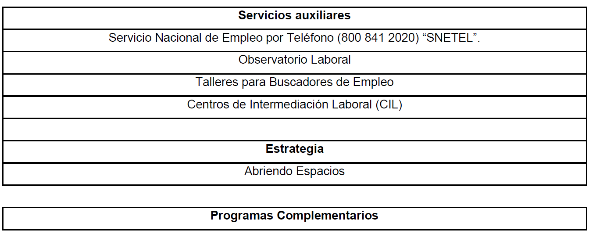 Servicios auxiliares
Servicio Nacional de Empleo por Teléfono (800 841 2020) “SNETEL”.
Observatorio Laboral
Talleres para Buscadores de Empleo
Centros de Intermediación Laboral (CIL)
Estrategia
Abriendo Espacios
Programas Complementarios